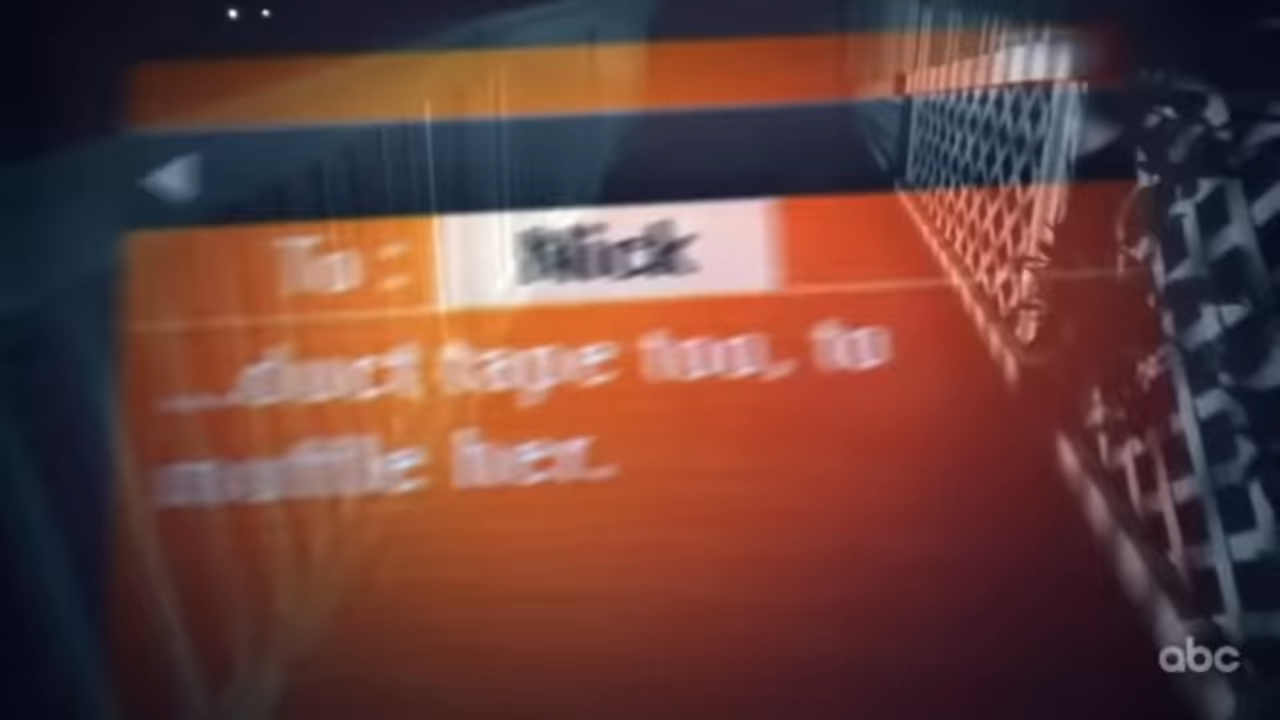 To: Nick
...duct tape too, to
muffle her.
abc